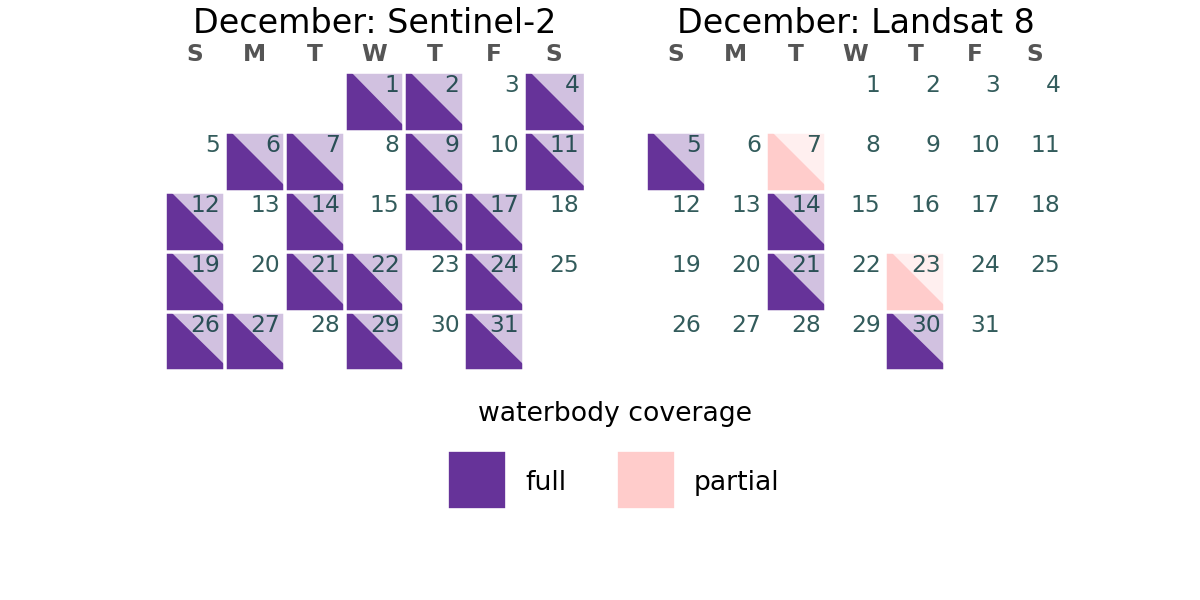 December: Sentinel-2
S M T W T F S
1 2 3 4
5 6 7 8 9 10 11
12 13 14 15 16 17 18
19 20 21 22 23 24 25
26 27 28 29 30 31
December: Landsat 8
S M T W T F S
1 2 3 4
5 6 7 8 9 10 11
12 13 14 15 16 17 18
19 20 21 22 23 24 25
26 27 28 29 30 31
waterbody coverage
full partial